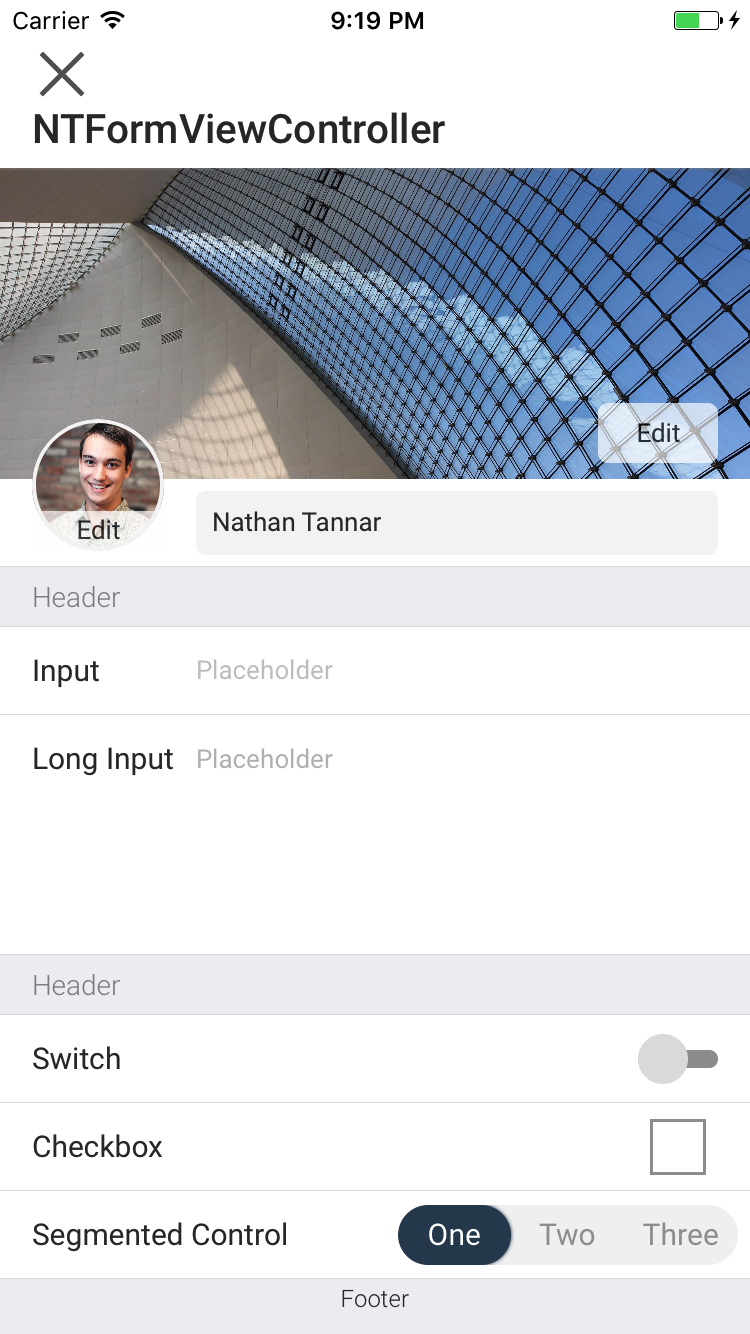 Carrier 9:19 PM
NTFormViewController
Edit
Edit
Nathan Tannar
Header
Input Placeholder
Long Input Placeholder
Header
Switch
Checkbox
Segmented Control One Two Three
Footer